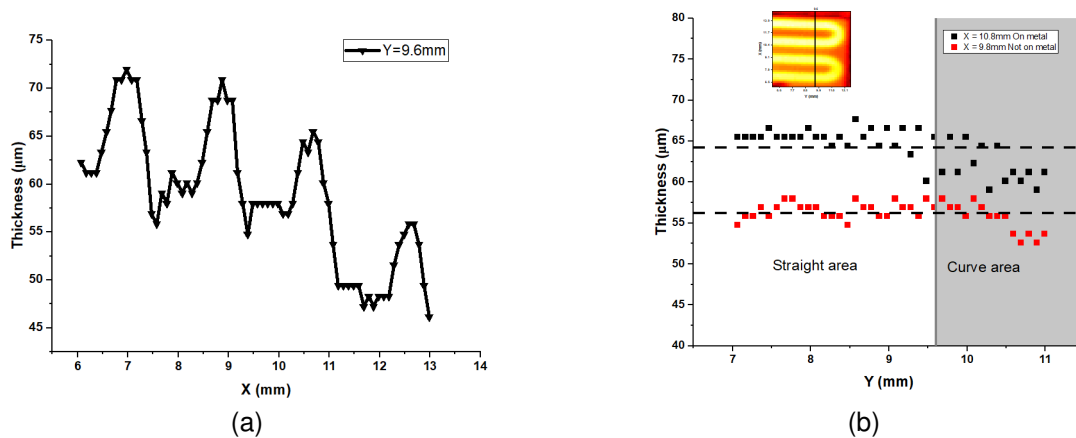 75
70
65
60
55
50
45
Thickness (µm)
Y=9.6mm
6 7 8 9 10 11 12 13 14
X (mm)
(a)
80
75
70
65
60
55
50
45
40
Thickness (µm)
Y (mm)
X = 10.8mm On metal
X = 9.8mm Not on metal
Straight area
Curve area
7 8 9 10 11
Y (mm)
(b)